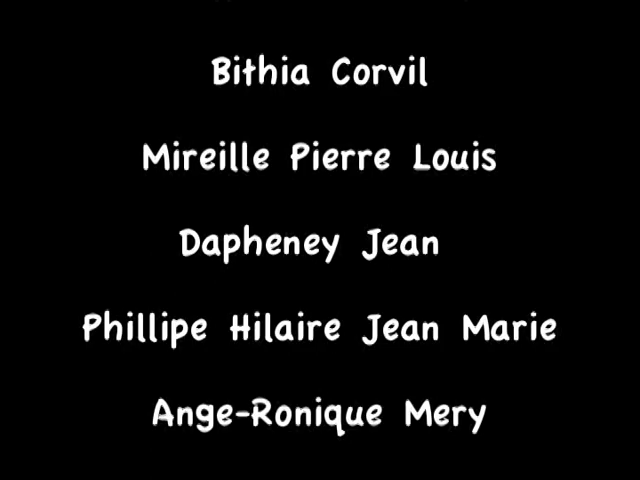 Bithia Corvil
Mireille Pierre Louis
Dapheney Jean
Phillipe Hilaire Jean Marie
Ange-Ronique Mery